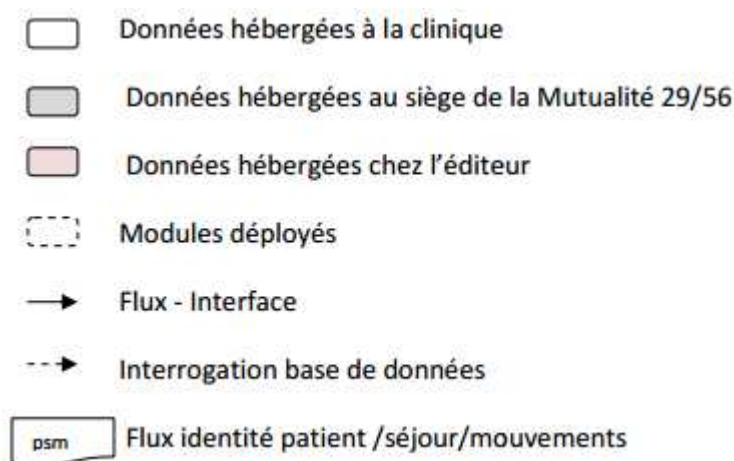 Données hébergées à la clinique
Données hébergées au siège de la Mutualité 29/56
Données hébergées chez l'éditeur
Modules déployés
Flux - Interface
Interrogation base de données
psm Flux identité patient /séjour/mouvements